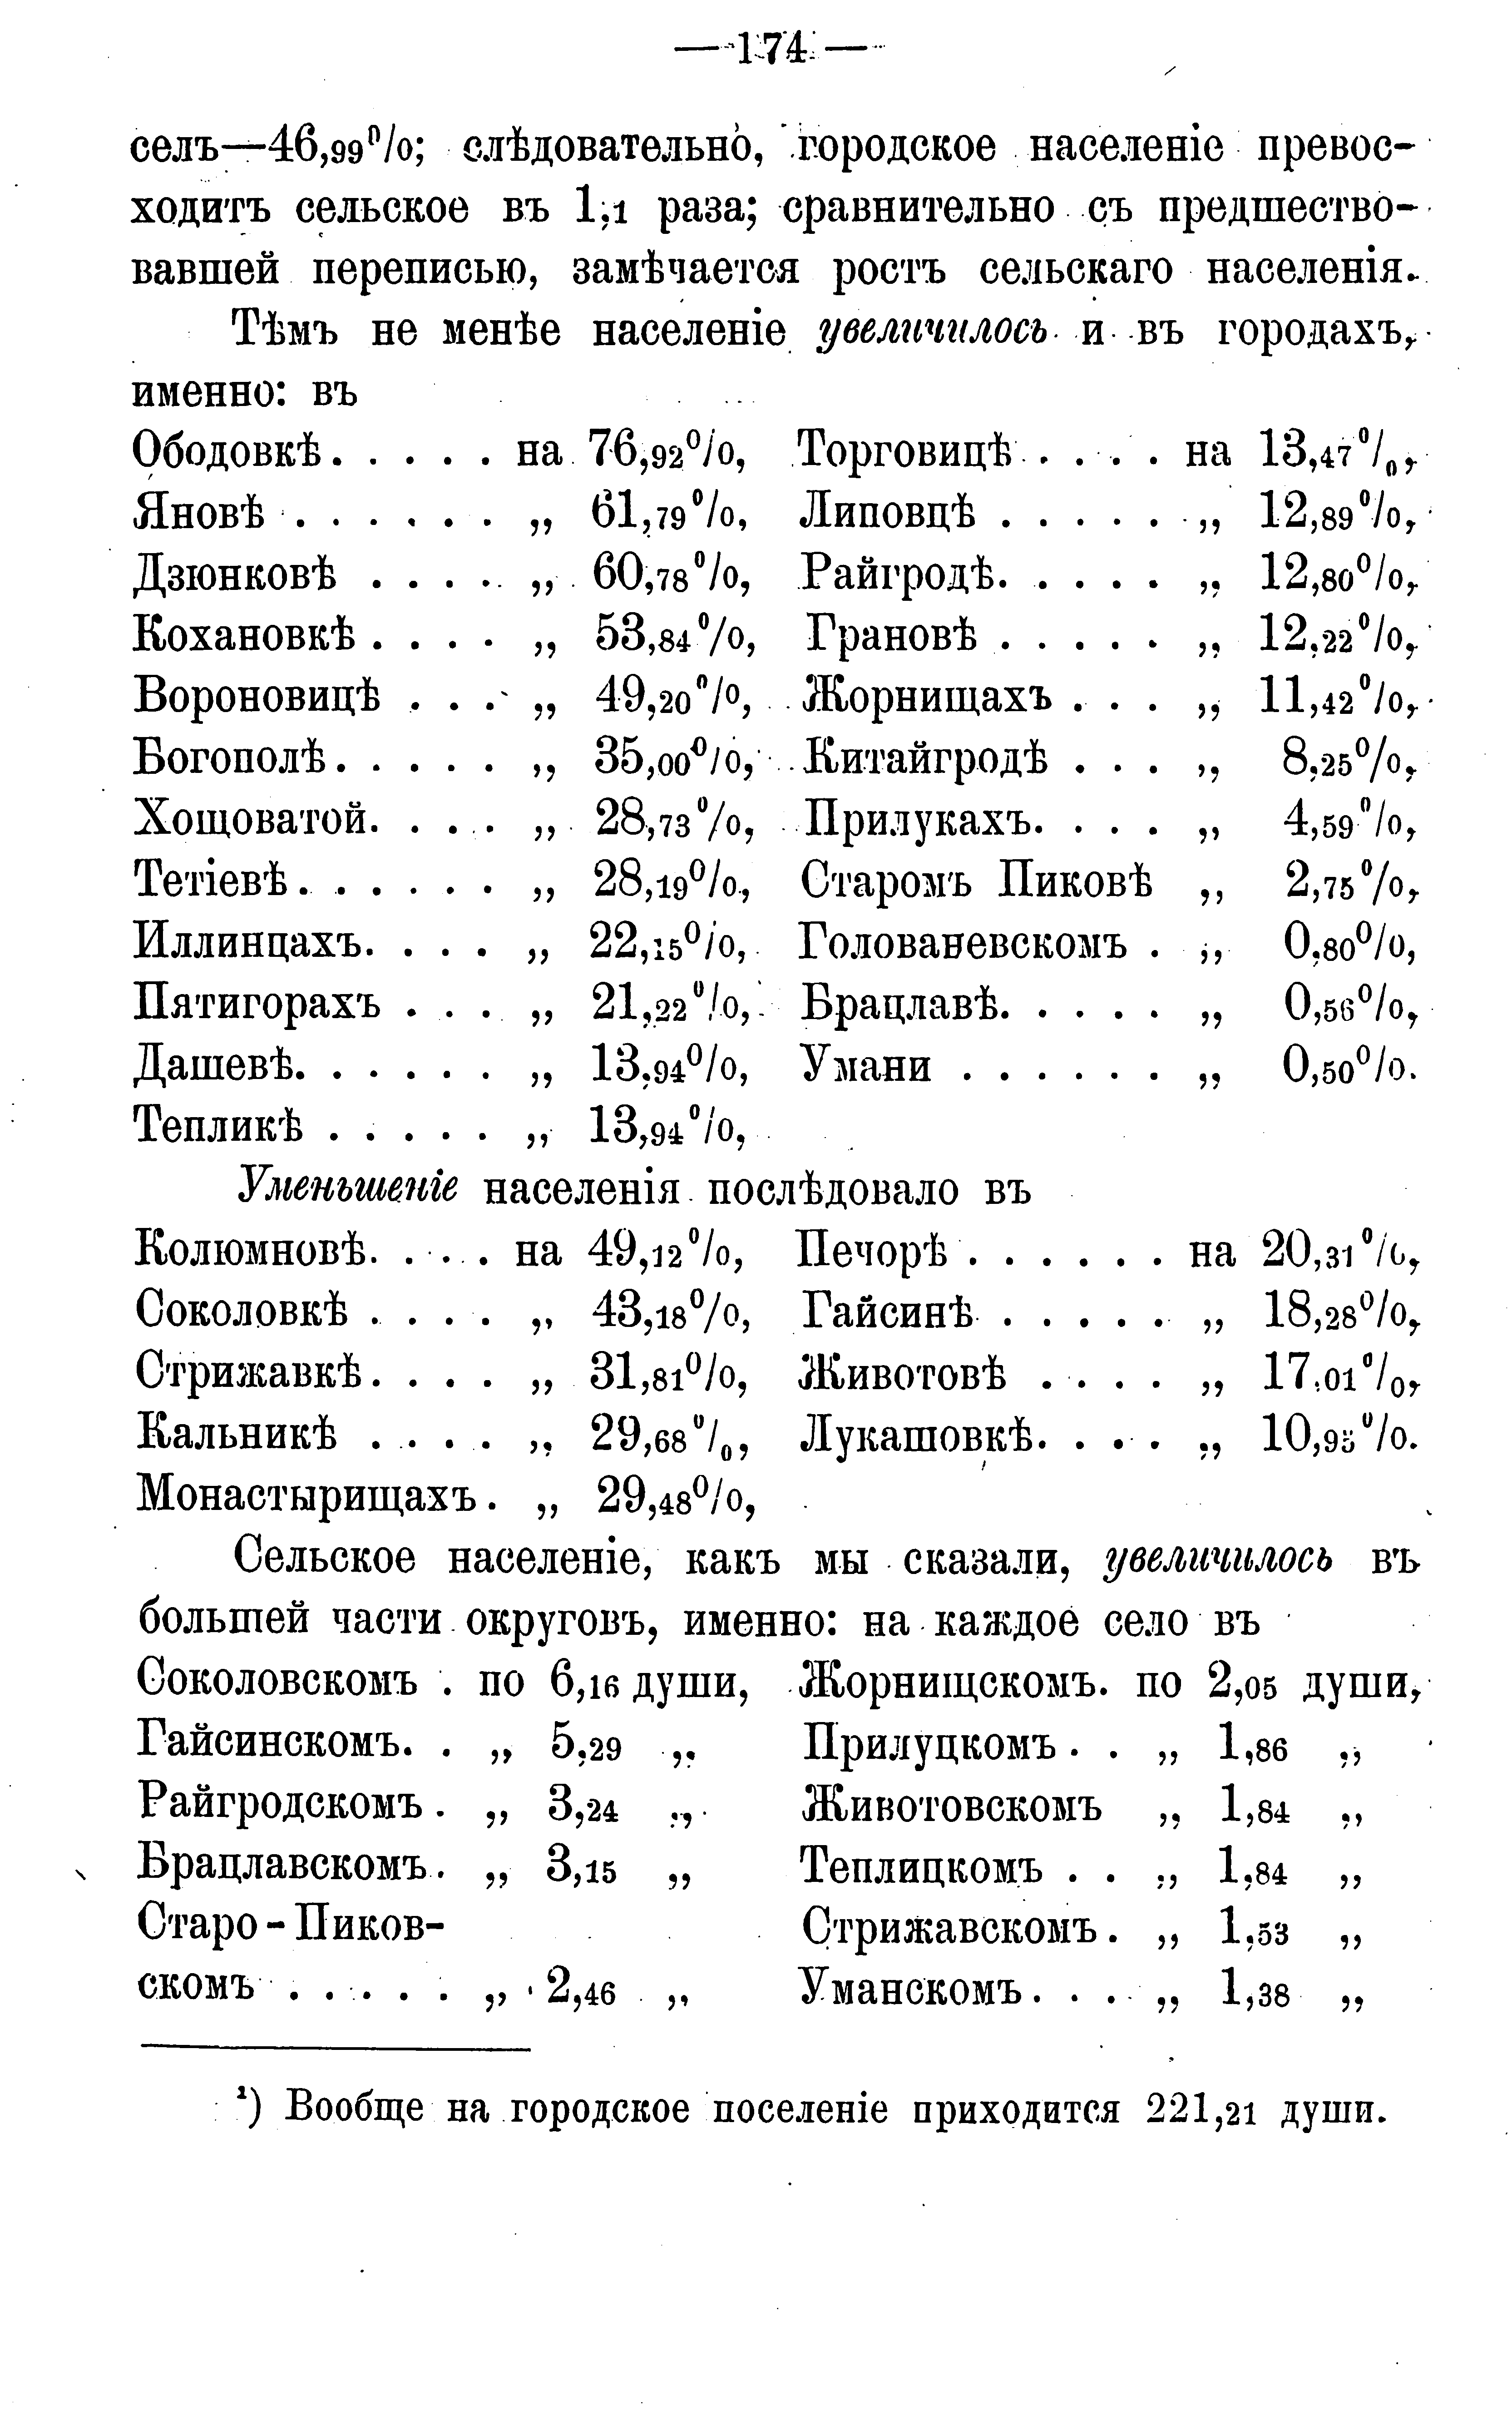 — 174 —
селъ—46,99%; слѣдовательно, городское населеніе превос-
ходитъ сельское въ 1,1 раза; сравнительно съ предшество-
вавшей переписью, замѣчается ростъ сельскаго населенія.
Тѣмъ не менѣе населеніе увеличилось и въ городахъ,
именно: въ
Ободовкѣ. . . . . на 76,92%, Торговицѣ . . . . на 13,47%,
Яновѣ . . . . . . „ 61,79%, Липовцѣ . . . . . „ 12,89%,
Дзюнковѣ . . . . „ 60,78%, Райгродѣ. . . . . „ 12,80%,
Кохановкѣ . . . . „ 53,84%, Грановѣ . . . . . „ 12,22%,
Вороновицѣ . . . „ 49,20%, Жорнищахъ . . . „ 11,42%,
Богополѣ. . . . . „ 35,00%, Китайгродѣ . . . „ 8,25%,
Хощоватой. . . . „ 28,73%, Прилукахъ. . . . „ 4,59%,
Тетіевѣ. . . . . . „ 28,19%, Старомъ Пиковѣ „ 2,75%,
Иллинцахъ. . . . „ 22,15%, Голованевскомъ . „ 0,80%,
Пятигорахъ . . . „ 21,22%, Брацлавѣ. . . . . „ 0,56%,
Дашевѣ. . . . . . „ 13,94%, Умани . . . . . . „ 0,50%.
Тепликѣ . . . . . „ 13,94%,
Уменьшеніе населенія послѣдовало въ
Колюмновѣ. . . . на 49,12%, Печорѣ . . . . . . на 20,31%,
Соколовкѣ . . . . „ 43,18%, Гайсинѣ . . . . . „ 18,28%,
Стрижавкѣ. . . . „ 31,81%, Животовѣ . . . . „ 17,01%,
Кальникѣ . . . . „ 29,68%, Лукашовкѣ. . . . „ 10,95%.
Монастырищахъ. „ 29,48%,
Сельское населеніе, какъ мы сказали, увеличилось въ
большей части округовъ, именно: на каждое село въ
Соколовскомъ . по 6,16 души, Жорнищскомъ. по 2,05 души,
Гайсинскомъ. . „ 5,29 „ Прилуцкомъ . . „ 1,86 „
Райгродскомъ . „ 3,24 „ Животовскомъ „ 1,84 „
Брацлавскомъ. „ 3,15 „ Теплицкомъ . . „ 1,84 „
Старо-Пиков- Стрижавскомъ. „ 1,53 „
скомъ . . . . . „ 2,46 „ Уманскомъ. . . „ 1,38 „
¹) Вообще на городское поселеніе приходится 221,21 души.